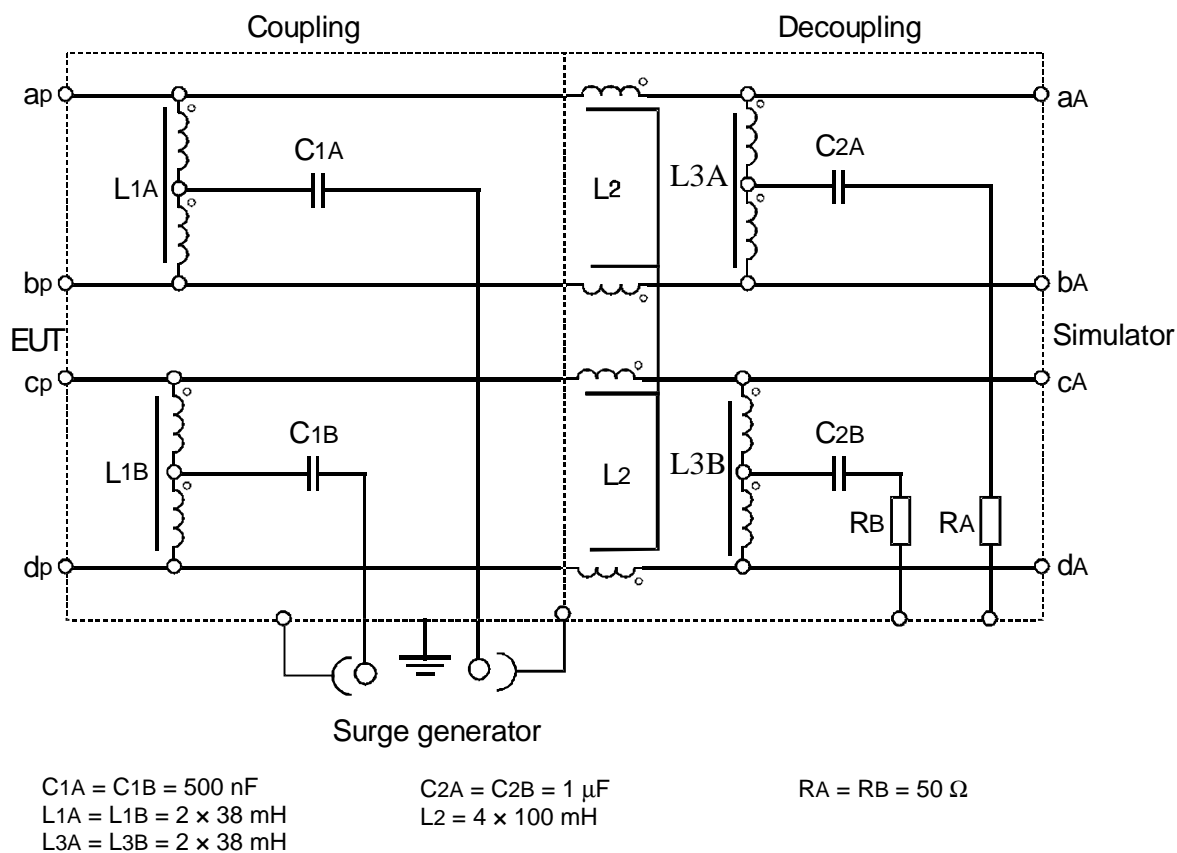 Coupling Decoupling
ap aA
C1A C2A
L1A L2 L3A
bp bA
EUT Simulator
cp cA
C1B C2B
L1B L2 L3B
RB RA
dp dA
Surge generator
C1A = C1B = 500 nF C2A = C2B = 1 μF RA = RB = 50 Ω
L1A = L1B = 2 × 38 mH L2 = 4 × 100 mH
L3A = L3B = 2 × 38 mH